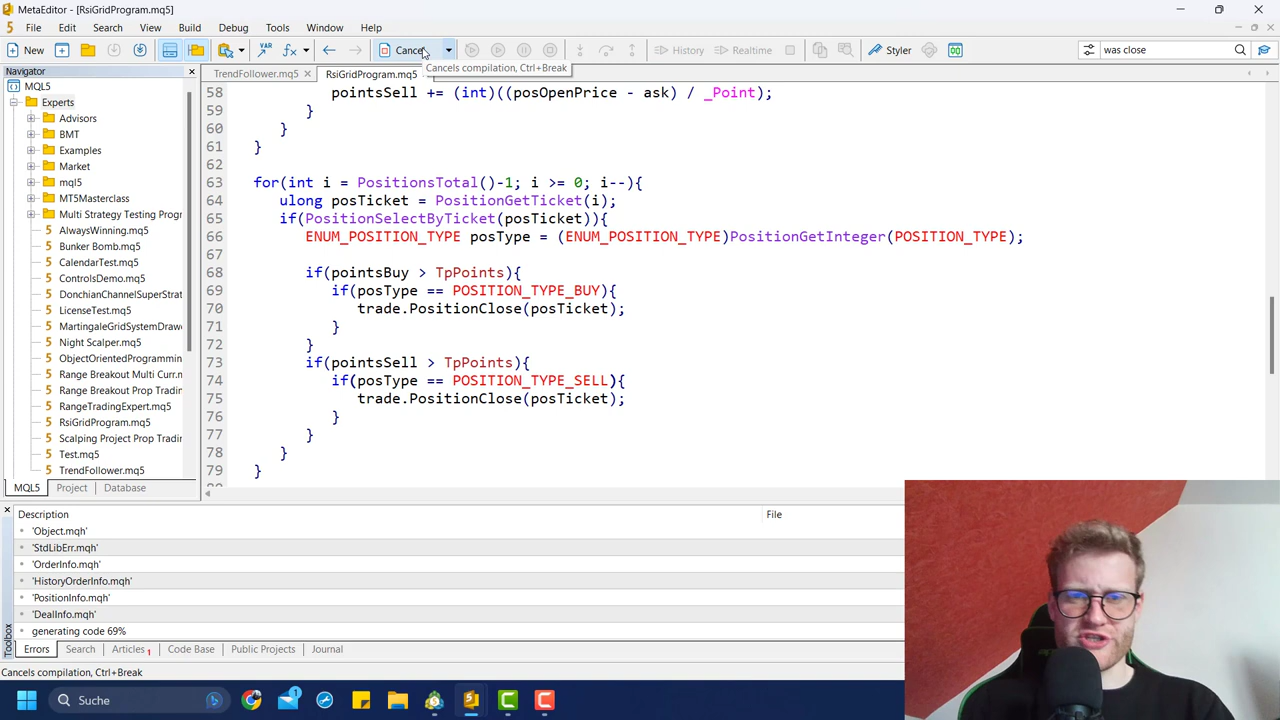 MetaEditor - [RsiGridProgram.mq5]
File Edit Search View Build Debug Tools Window Help
New Cancel History Realtime Styler was close
Cancels compilation, Ctrl+Break
Navigator
TrendFollower.mq5 RsiGridProgram.mq5
MQL5
Experts
Advisors
BMT
Examples
Market
mql5
MT5Masterclass
Multi Strategy Testing Progr
AlwaysWinning.mq5
Bunker Bomb.mq5
CalendarTest.mq5
ControlsDemo.mq5
DonchianChannelSuperStrat
LicenseTest.mq5
MartingaleGridSystemDraw
Night Scalper.mq5
ObjectOrientedProgrammin
Range Breakout Multi Curr.m
Range Breakout Prop Trading
RangeTradingExpert.mq5
RsiGridProgram.mq5
Scalping Project Prop Tradin
Test.mq5
TrendFollower.mq5
MQL5 Project Database
58 pointsSell += (int)((posOpenPrice - ask) / _Point);
59 }
60 }
61 }
62
63 for(int i = PositionsTotal()-1; i >= 0; i--){
64 ulong posTicket = PositionGetTicket(i);
65 if(PositionSelectByTicket(posTicket)){
66 ENUM_POSITION_TYPE posType = (ENUM_POSITION_TYPE)PositionGetInteger(POSITION_TYPE);
67
68 if(pointsBuy > TpPoints){
69 if(posType == POSITION_TYPE_BUY){
70 trade.PositionClose(posTicket);
71 }
72 }
73 if(pointsSell > TpPoints){
74 if(posType == POSITION_TYPE_SELL){
75 trade.PositionClose(posTicket);
76 }
77 }
78 }
79 }
Description File
'Object.mqh'
'StdLibErr.mqh'
'OrderInfo.mqh'
'HistoryOrderInfo.mqh'
'PositionInfo.mqh'
'DealInfo.mqh'
generating code 69%
Toolbox
Errors Search Articles 1 Code Base Public Projects Journal
Cancels compilation, Ctrl+Break
Suche
1